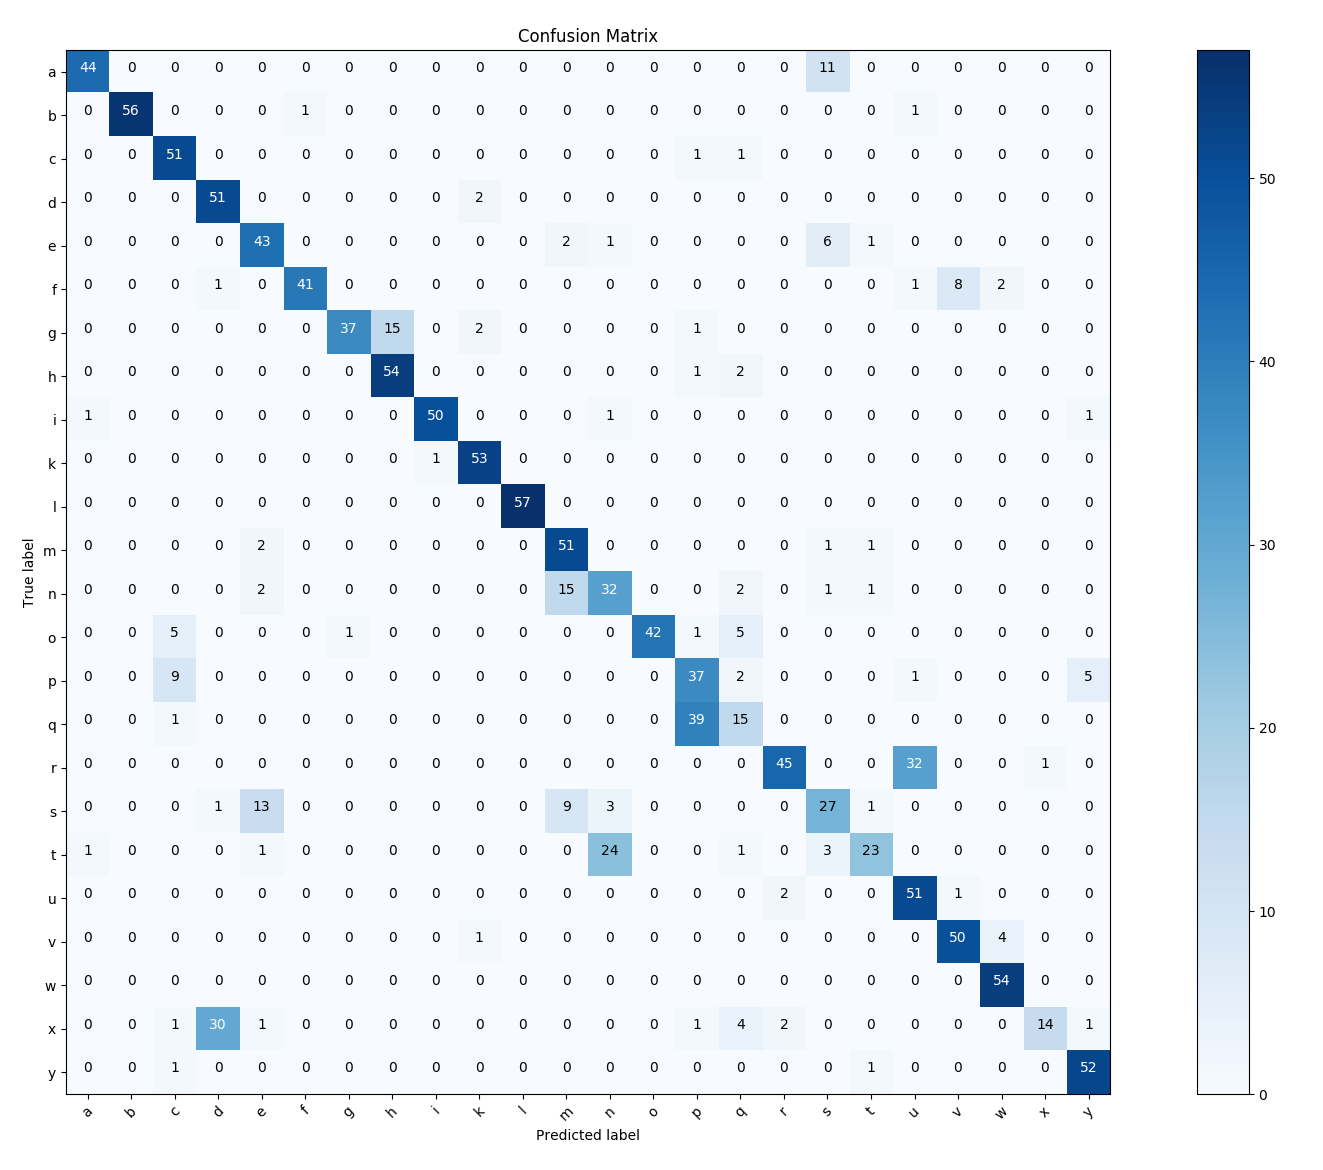 Confusion Matrix
a 44 0 0 0 0 0 0 0 0 0 0 0 0 0 0 0 0 11 0 0 0 0 0 0
b 0 56 0 0 0 1 0 0 0 0 0 0 0 0 0 0 0 0 0 1 0 0 0 0
c 0 0 51 0 0 0 0 0 0 0 0 0 0 0 1 1 0 0 0 0 0 0 0 0
d 0 0 0 51 0 0 0 0 0 2 0 0 0 0 0 0 0 0 0 0 0 0 0 0
e 0 0 0 0 43 0 0 0 0 0 0 2 1 0 0 0 0 6 1 0 0 0 0 0
f 0 0 0 1 0 41 0 0 0 0 0 0 0 0 0 0 0 0 0 1 8 2 0 0
g 0 0 0 0 0 0 37 15 0 2 0 0 0 0 1 0 0 0 0 0 0 0 0 0
h 0 0 0 0 0 0 0 54 0 0 0 0 0 0 1 2 0 0 0 0 0 0 0 0
i 1 0 0 0 0 0 0 0 50 0 0 0 1 0 0 0 0 0 0 0 0 0 0 1
k 0 0 0 0 0 0 0 0 1 53 0 0 0 0 0 0 0 0 0 0 0 0 0 0
l 0 0 0 0 0 0 0 0 0 0 57 0 0 0 0 0 0 0 0 0 0 0 0 0
m 0 0 0 0 2 0 0 0 0 0 0 51 0 0 0 0 0 1 1 0 0 0 0 0
n 0 0 0 0 2 0 0 0 0 0 0 15 32 0 0 2 0 1 1 0 0 0 0 0
o 0 0 5 0 0 0 1 0 0 0 0 0 0 42 1 5 0 0 0 0 0 0 0 0
p 0 0 9 0 0 0 0 0 0 0 0 0 0 0 37 2 0 0 0 1 0 0 0 5
q 0 0 1 0 0 0 0 0 0 0 0 0 0 0 39 15 0 0 0 0 0 0 0 0
r 0 0 0 0 0 0 0 0 0 0 0 0 0 0 0 0 45 0 0 32 0 0 1 0
s 0 0 0 1 13 0 0 0 0 0 0 9 3 0 0 0 0 27 1 0 0 0 0 0
t 1 0 0 0 1 0 0 0 0 0 0 0 24 0 0 1 0 3 23 0 0 0 0 0
u 0 0 0 0 0 0 0 0 0 0 0 0 0 0 0 0 2 0 0 51 1 0 0 0
v 0 0 0 0 0 0 0 0 0 1 0 0 0 0 0 0 0 0 0 0 50 4 0 0
w 0 0 0 0 0 0 0 0 0 0 0 0 0 0 0 0 0 0 0 0 0 54 0 0
x 0 0 1 30 1 0 0 0 0 0 0 0 0 0 1 4 2 0 0 0 0 0 14 1
y 0 0 1 0 0 0 0 0 0 0 0 0 0 0 0 0 0 0 1 0 0 0 0 52
a b c d e f g h i k l m n o p q r s t u v w x y
Predicted label
True label
50
40
30
20
10
0